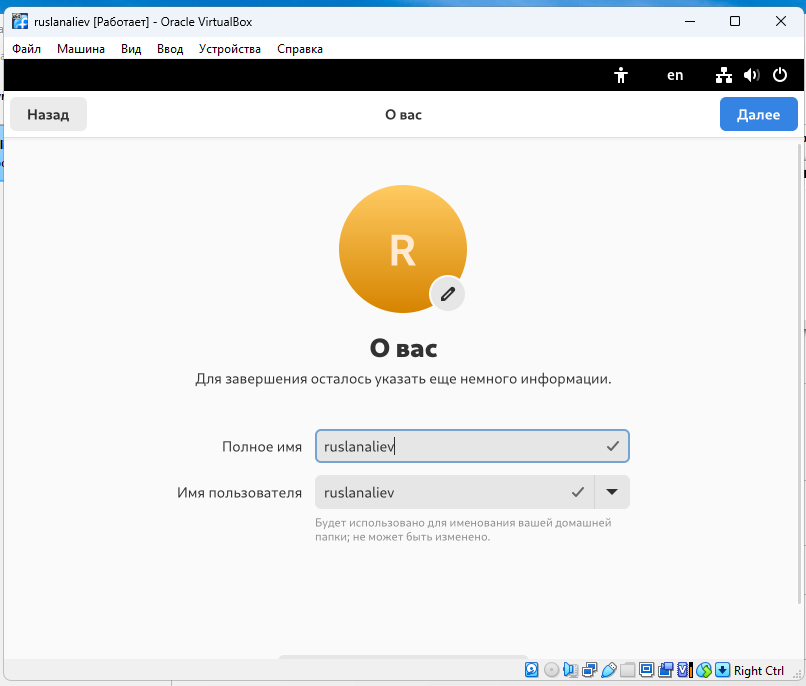 ruslanaliev [Работает] - Oracle VirtualBox
Файл Машина Вид Ввод Устройства Справка
en
Назад О вас Далее
R
О вас
Для завершения осталось указать еще немного информации.
Полное имя ruslanaliev
Имя пользователя ruslanaliev
Будет использовано для именования вашей домашней
папки; не может быть изменено.
Right Ctrl